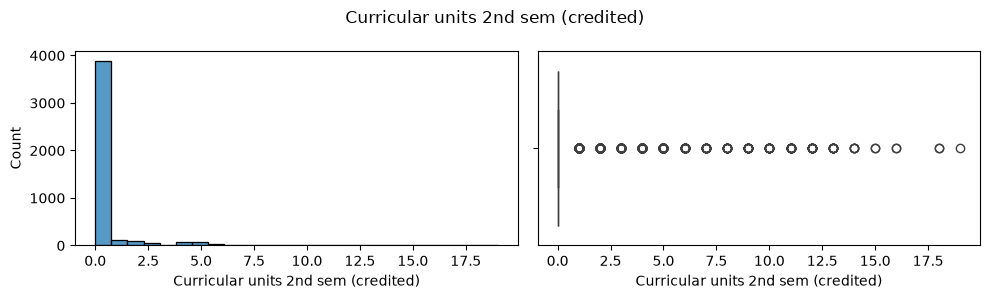 Curricular units 2nd sem (credited)
4000
3000
2000
1000
0
Count
0.0 2.5 5.0 7.5 10.0 12.5 15.0 17.5
Curricular units 2nd sem (credited)
0.0 2.5 5.0 7.5 10.0 12.5 15.0 17.5
Curricular units 2nd sem (credited)